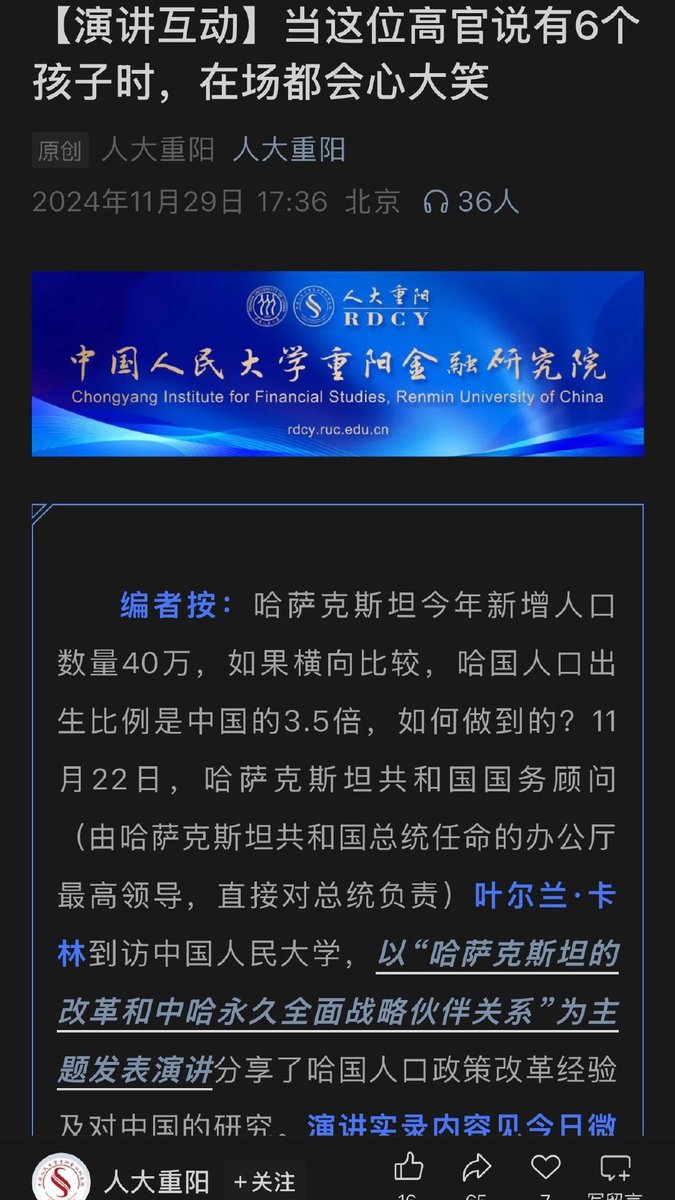 【演讲互动】当这位高官说有6个
孩子时，在场都会心大笑
原创 人大重阳 人大重阳
2024年11月29日 17:36 北京 36人
人大重阳
RDCY
中国人民大学重阳金融研究院
Chongyang Institute for Financial Studies, Renmin University of China
rdcy.ruc.edu.cn
编者按：哈萨克斯坦今年新增人口
数量40万，如果横向比较，哈国人口出
生比例是中国的3.5倍，如何做到的？11
月22日，哈萨克斯坦共和国国务顾问
（由哈萨克斯坦共和国总统任命的办公厅
最高领导，直接对总统负责）叶尔兰·卡
林到访中国人民大学，以“哈萨克斯坦的
改革和中哈永久全面战略伙伴关系”为主
题发表演讲分享了哈国人口政策改革经验
及对中国的研究。演讲实录内容见今日微
人大重阳 +关注